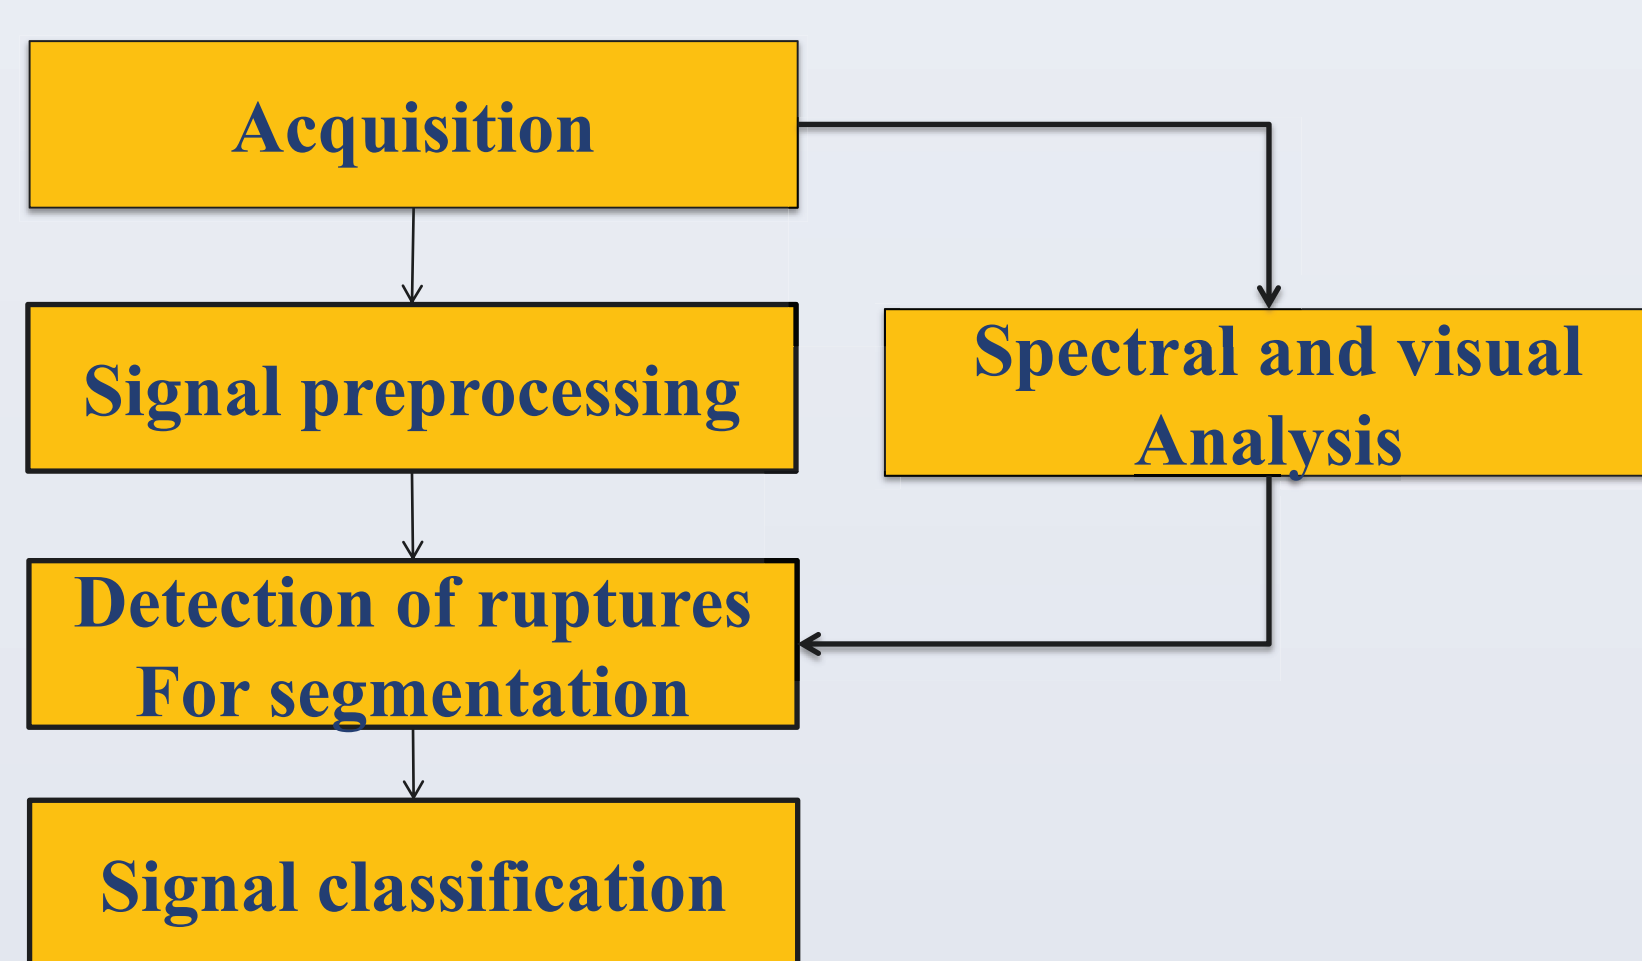 Acquisition
Signal preprocessing
Spectral and visual
Analysis
Detection of ruptures
For segmentation
Signal classification